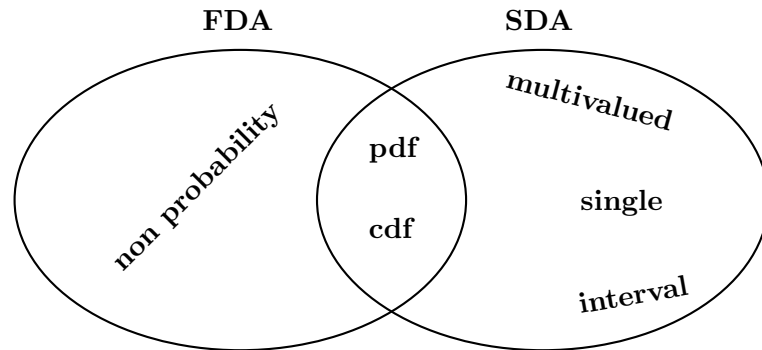 FDA
SDA
non probability
pdf
cdf
multivalued
single
interval